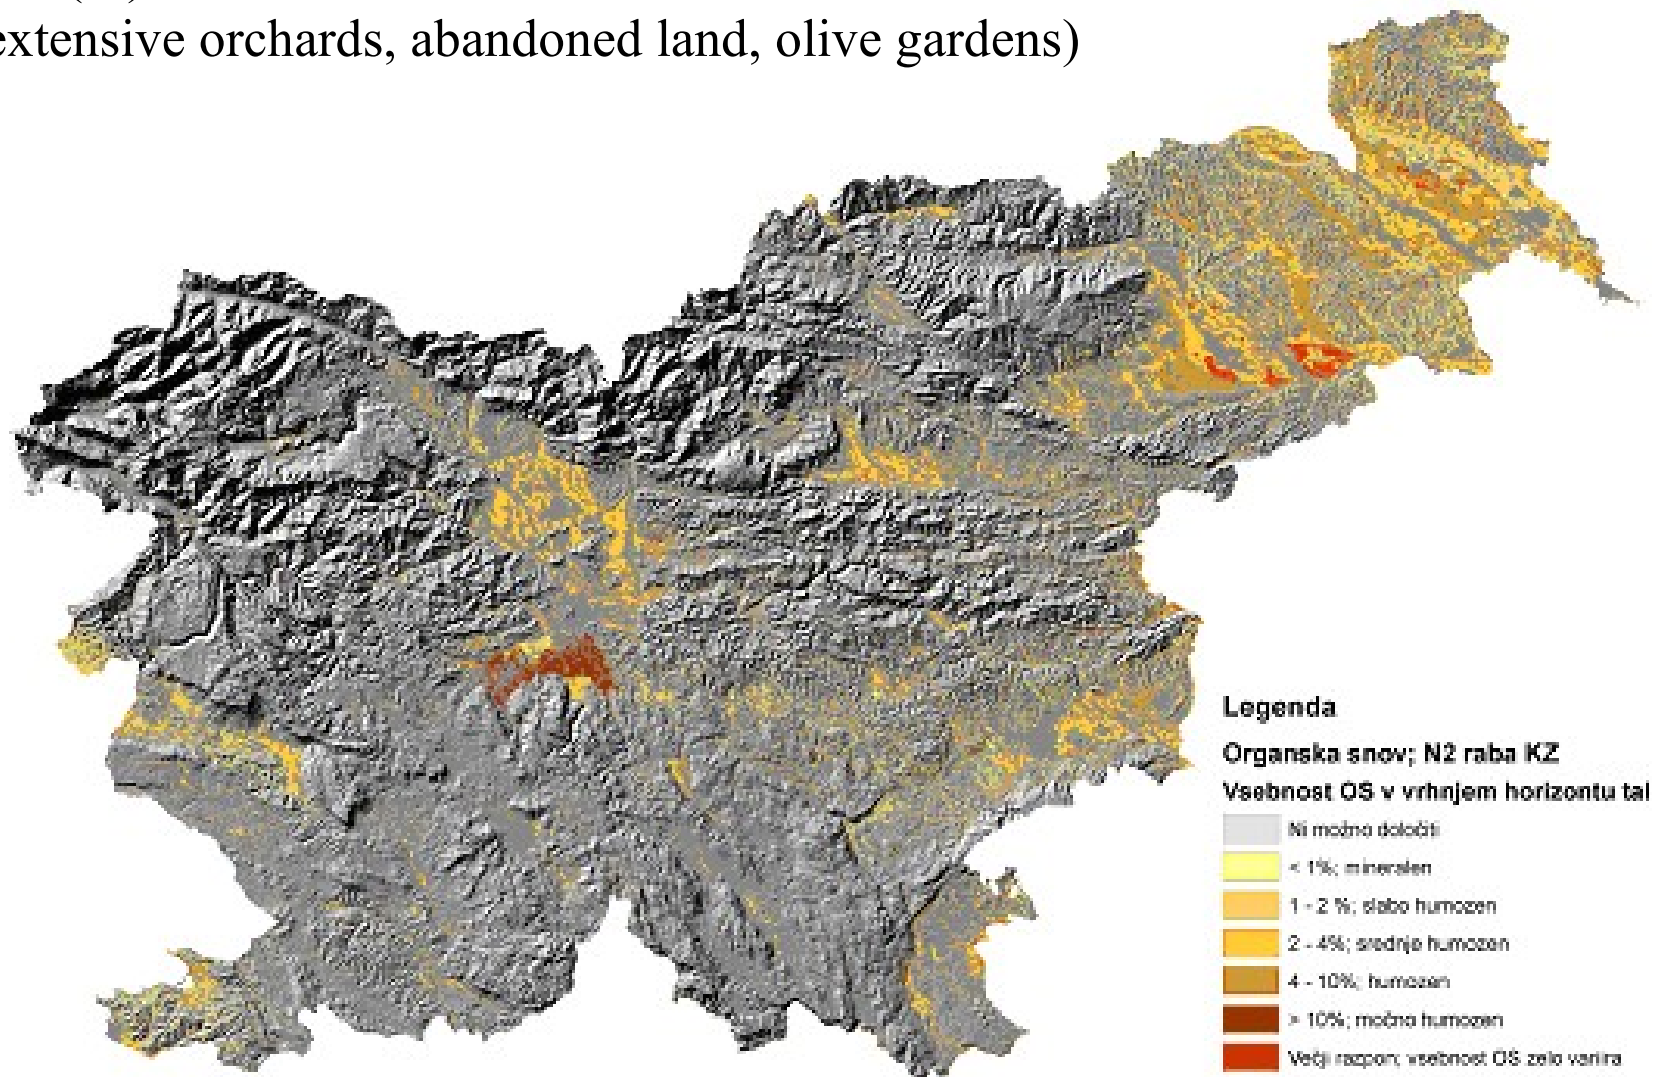 extensive orchards, abandoned land, olive gardens)
Legenda
Organska snov; N2 raba KZ
Vsebnost OS v vrhnjem horizontu tal
Ni možno določiti
< 1%; mineralen
1 - 2 %; slabo humozen
2 - 4%; srednje humozen
4 - 10%; humozen
> 10%; močno humozen
Večji razpon; vsebnost OS zelo variira